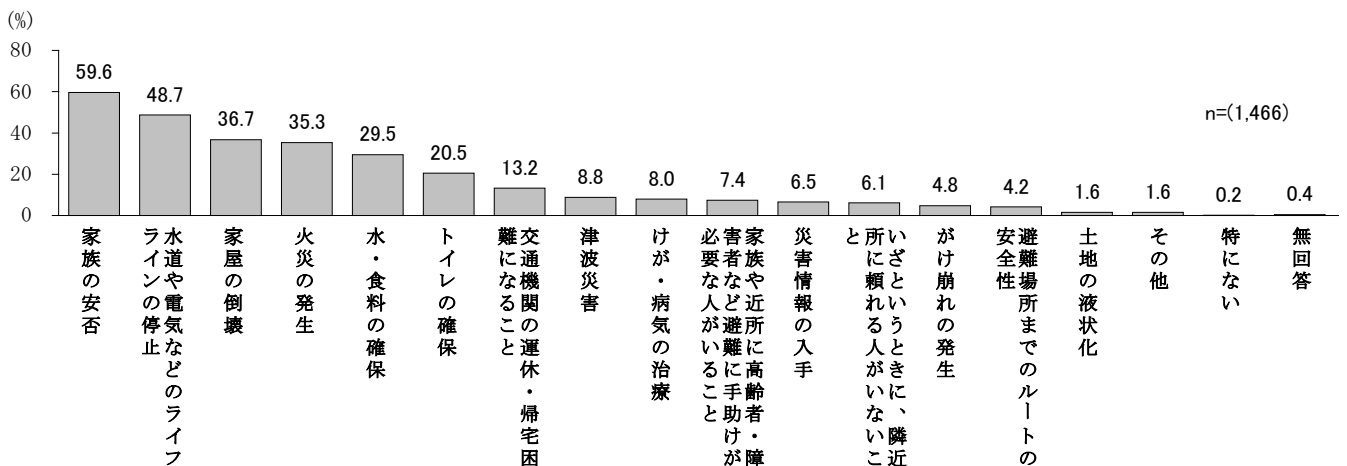 (%)
80
60
40
20
0
n=(1,466)
59.6
48.7
36.7
35.3
29.5
20.5
13.2
8.8
8.0
7.4
6.5
6.1
4.8
4.2
1.6
1.6
0.2
0.4
家族の安否
水道や電気などのライフ
ラインの停止
家屋の倒壊
火災の発生
水・食料の確保
トイレの確保
交通機関の運休・帰宅困
難になること
津波災害
けが・病気の治療
家族や近所に高齢者・障
害者など避難に手助けが
必要な人がいること
災害情報の入手
いざというときに、隣近
所に頼れる人がいないこ
と
がけ崩れの発生
避難場所までのルートの
安全性
土地の液状化
その他
特にない
無回答